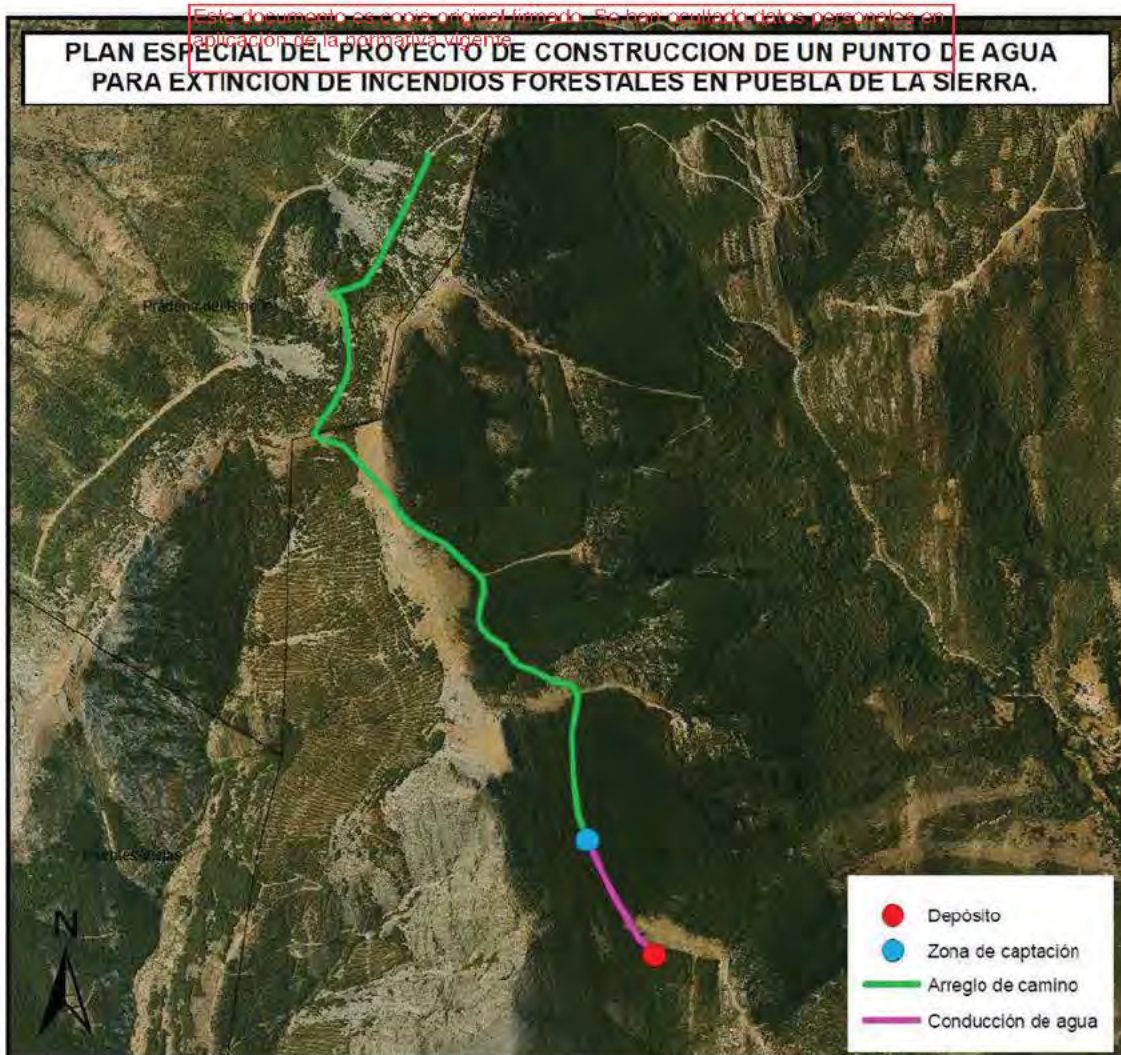 Este documento es copia original firmado. Se han ocultado datos personales en
aplicación de la normativa vigente
PLAN ESPECIAL DEL PROYECTO DE CONSTRUCCION DE UN PUNTO DE AGUA
PARA EXTINCION DE INCENDIOS FORESTALES EN PUEBLA DE LA SIERRA.
N
Depósito
Zona de captación
Arreglo de camino
Conducción de agua